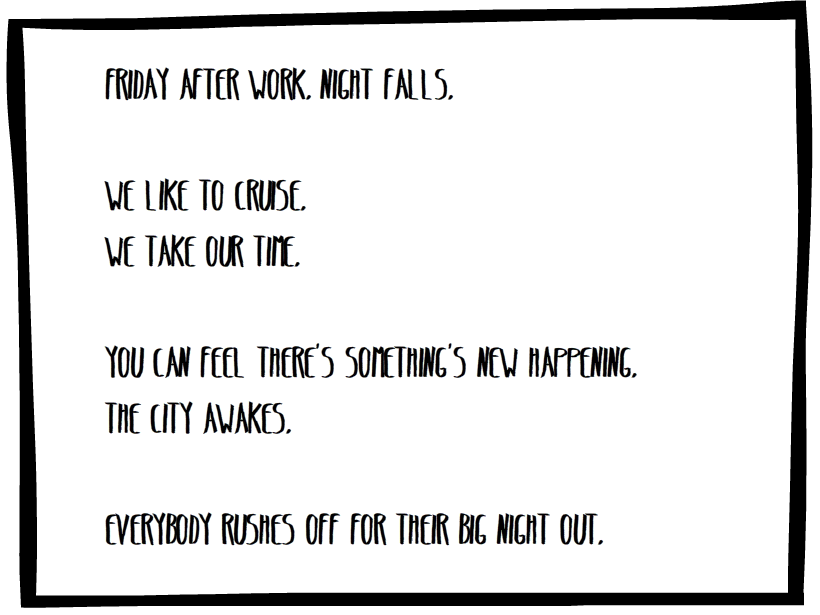 FRIDAY AFTER WORK. NIGHT FALLS.
WE LIKE TO CRUISE.
WE TAKE OUR TIME.
YOU CAN FEEL THERE'S SOMETHING'S NEW HAPPENING.
THE CITY AWAKES.
EVERYBODY RUSHES OFF FOR THEIR BIG NIGHT OUT.